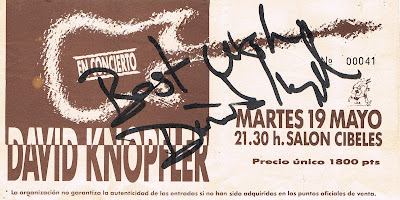 EN CONCIERTO
Best wishes
David K
Nº 00041
DAVID KNOPFLER
MARTES 19 MAYO
21.30 h. SALON CIBELES
Precio único 1800 pts
* La organización no garantiza la autenticidad de las entradas si no han sido adquiridas en los puntos oficiales de venta.